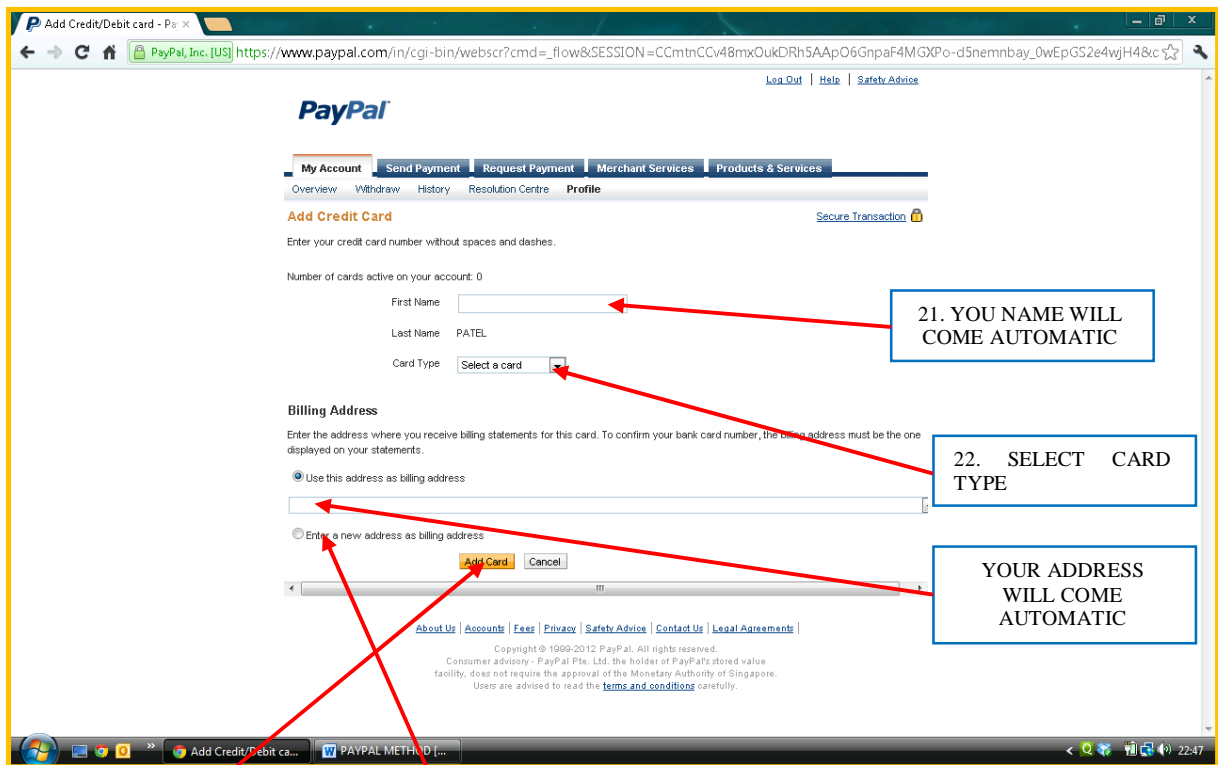 Add Credit/Debit card - Pa
PayPal, Inc. [US] https://www.paypal.com/in/cgi-bin/webscr?cmd=_flow&SESSION=CCmtnCCv48mxOukDRh5AAp06GnpaF4MGXPo-d5nemnbay_0wEpGS2e4wjH4&c
Log Out | Help | Safety Advice
PayPal
My Account Send Payment Request Payment Merchant Services Products & Services
Overview Withdraw History Resolution Centre Profile
Add Credit Card Secure Transaction
Enter your credit card number without spaces and dashes.
Number of cards active on your account: 0
First Name
21. YOU NAME WILL
COME AUTOMATIC
Last Name PATEL
Card Type Select a card
Billing Address
Enter the address where you receive billing statements for this card. To confirm your bank card number, the billing address must be the one
displayed on your statements.
22. SELECT CARD
TYPE
Use this address as billing address
Enter a new address as billing address
Add Card Cancel
YOUR ADDRESS
WILL COME
AUTOMATIC
About Us | Accounts | Fees | Privacy | Safety Advice | Contact Us | Legal Agreements |
Copyright © 1999-2012 PayPal. All rights reserved.
Consumer advisory - PayPal Pte. Ltd. the holder of PayPal's stored value
facility, does not require the approval of the Monetary Authority of Singapore.
Users are advised to read the terms and conditions carefully.
Add Credit/Debit ca... PAYPAL METHOD [... 22:47